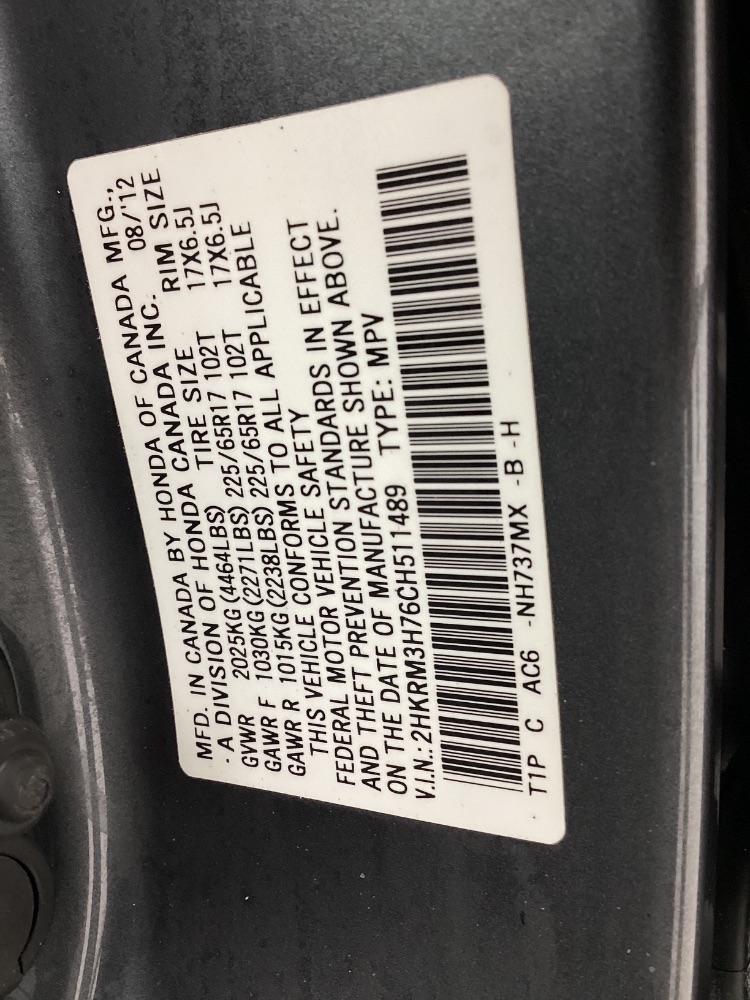 MFD. IN CANADA BY HONDA OF CANADA MFG.,
- A DIVISION OF HONDA CANADA INC. 08/'12
TIRE SIZE RIM SIZE
GVWR 2025KG (4464LBS)
GAWR F 1030KG (2271LBS) 225/65R17 102T 17X6.5J
GAWR R 1015KG (2238LBS) 225/65R17 102T 17X6.5J
THIS VEHICLE CONFORMS TO ALL APPLICABLE
FEDERAL MOTOR VEHICLE SAFETY
AND THEFT PREVENTION STANDARDS IN EFFECT
ON THE DATE OF MANUFACTURE SHOWN ABOVE.
V.I.N.: 2HKRM3H76CH511489 TYPE: MPV
T1P C AC6 -NH737MX -B -H